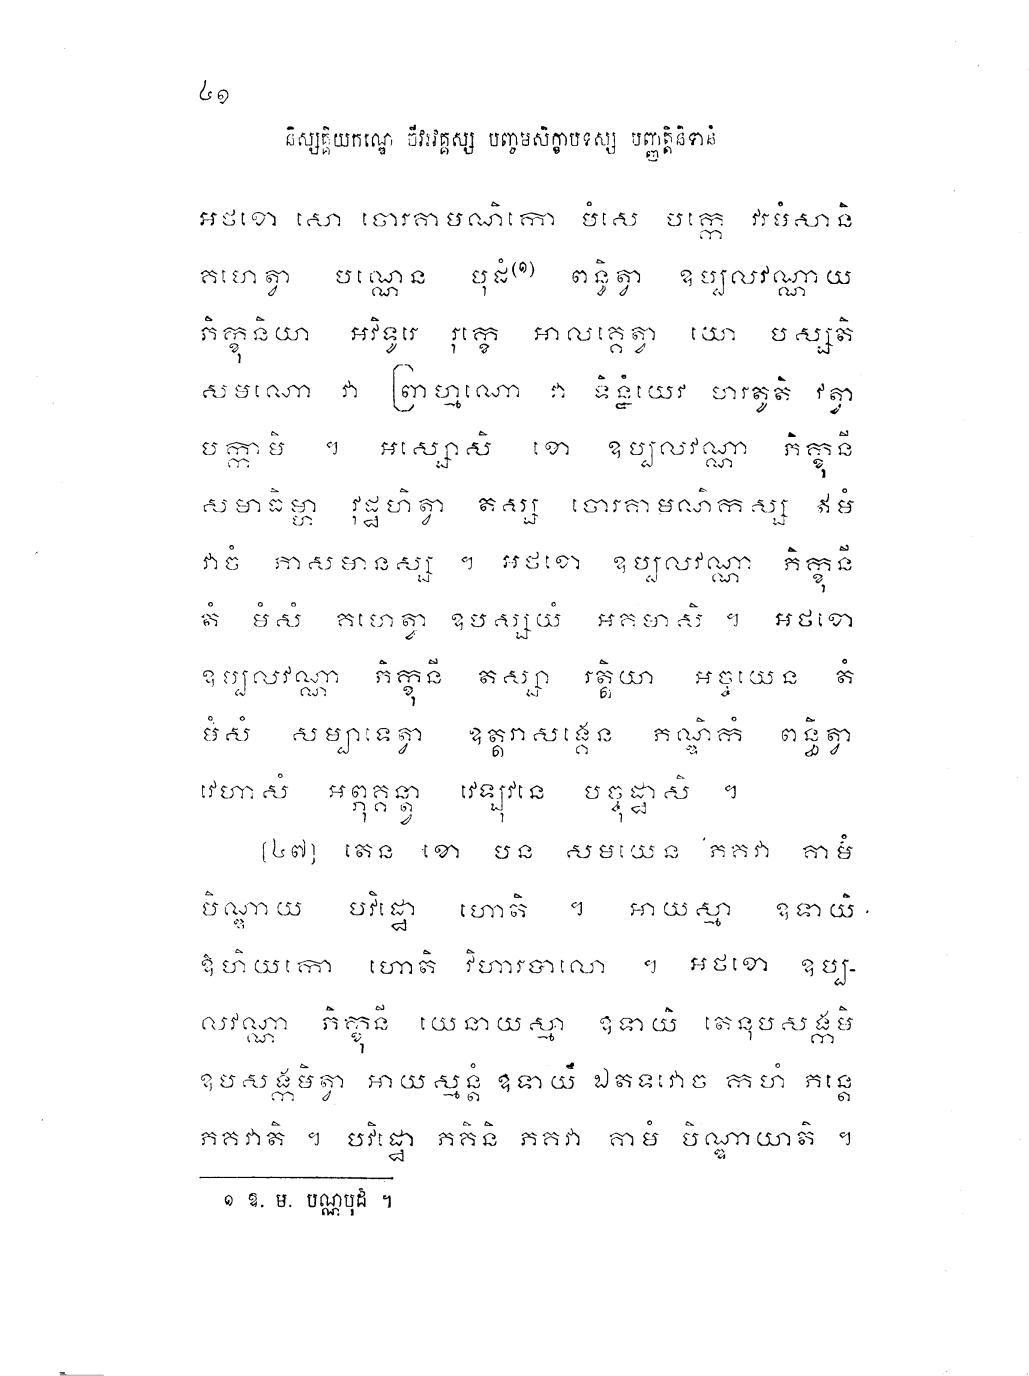 ៤១
និស្សគ្គិយកណ្ឌេ ចីវរវគ្គស្ស បញ្ចមសិក្ខាបទស្ស បញ្ញត្តិនិទានំ
អថខោ សោ ចោរគាមណិកោ មំសេ បក្កេ វរមំសានិ
គហេត្វា បណ្ណេន បុដំ(១) ពន្ធិត្វា ឧប្បលវណ្ណាយ
ភិក្ខុនិយា អវិទូរេ រុក្ខេ អាលគ្គេត្វា យោ បស្សតិ
សមណោ វា ព្រាហ្មណោ វា ទិន្នំយេវ ហរតូតិ វត្វា
បក្កាមិ ។ អស្សោសិ ខោ ឧប្បលវណ្ណា ភិក្ខុនី
សមាធិម្ហា វុដ្ឋហិត្វា តស្ស ចោរគាមណិកស្ស ឥមំ
វាចំ ភាសមានស្ស ។ អថខោ ឧប្បលវណ្ណា ភិក្ខុនី
តំ មំសំ គហេត្វា ឧបស្សយំ អគមាសិ ។ អថខោ
ឧប្បលវណ្ណា ភិក្ខុនី តស្សា រត្តិយា អច្ចយេន តំ
មំសំ សម្បាទេត្វា ឧត្តរាសង្គេន ភណ្ឌិកំ ពន្ធិត្វា
វេហាសំ អព្ភុគ្គន្ត្វា វេឡុវនេ បច្ចុដ្ឋាសិ ។
[៤៧] តេន ខោ បន សមយេន ភគវា គាមំ
បិណ្ឌាយ បវិដ្ឋោ ហោតិ ។ អាយស្មា ឧទាយិ
ឱហិយកោ ហោតិ វិហារបាលោ ។ អថខោ ឧប្ប-
លវណ្ណា ភិក្ខុនី យេនាយស្មា ឧទាយិ តេនុបសង្កមិ
ឧបសង្កមិត្វា អាយស្មន្តំ ឧទាយឹ ឯតទវោច កហំ ភន្តេ
ភគវាតិ ។ បវិដ្ឋោ ភគិនិ ភគវា គាមំ បិណ្ឌាយាតិ ។
១ ឱ. ម. បណ្ណបុដំ ។